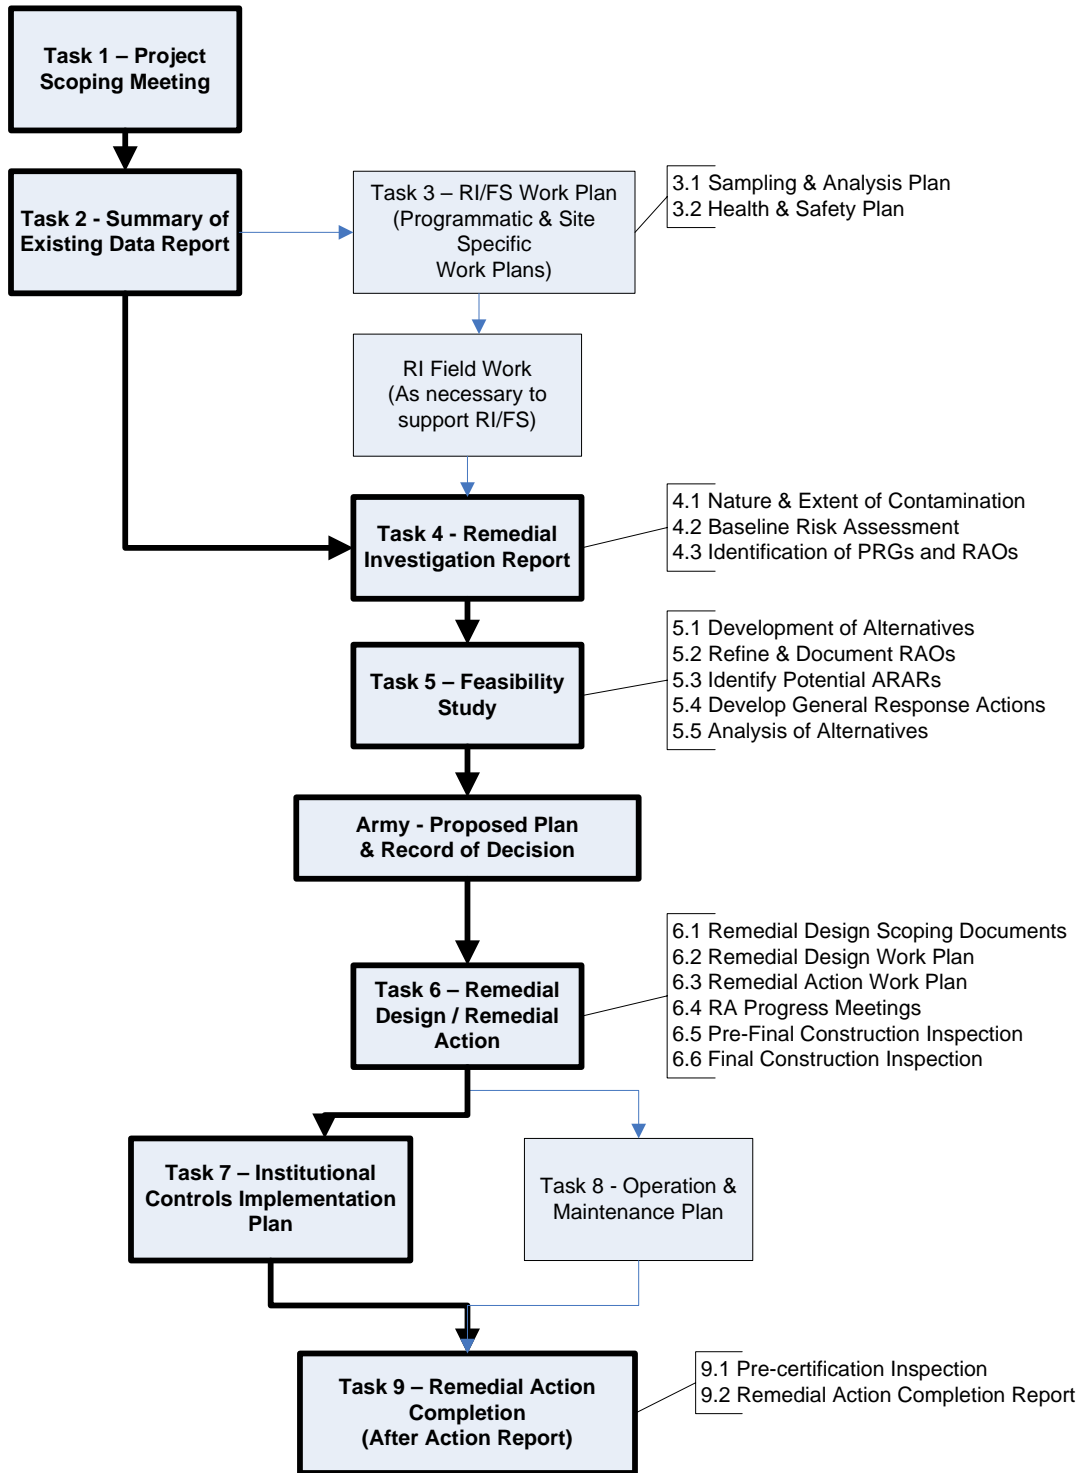 Task 1 – Project
Scoping Meeting
Task 2 - Summary of
Existing Data Report
Task 3 – RI/FS Work Plan
(Programmatic & Site
Specific
Work Plans)
3.1 Sampling & Analysis Plan
3.2 Health & Safety Plan
RI Field Work
(As necessary to
support RI/FS)
Task 4 - Remedial
Investigation Report
4.1 Nature & Extent of Contamination
4.2 Baseline Risk Assessment
4.3 Identification of PRGs and RAOs
Task 5 – Feasibility
Study
5.1 Development of Alternatives
5.2 Refine & Document RAOs
5.3 Identify Potential ARARs
5.4 Develop General Response Actions
5.5 Analysis of Alternatives
Army - Proposed Plan
& Record of Decision
Task 6 – Remedial
Design / Remedial
Action
6.1 Remedial Design Scoping Documents
6.2 Remedial Design Work Plan
6.3 Remedial Action Work Plan
6.4 RA Progress Meetings
6.5 Pre-Final Construction Inspection
6.6 Final Construction Inspection
Task 7 – Institutional
Controls Implementation
Plan
Task 8 - Operation &
Maintenance Plan
Task 9 – Remedial Action
Completion
(After Action Report)
9.1 Pre-certification Inspection
9.2 Remedial Action Completion Report